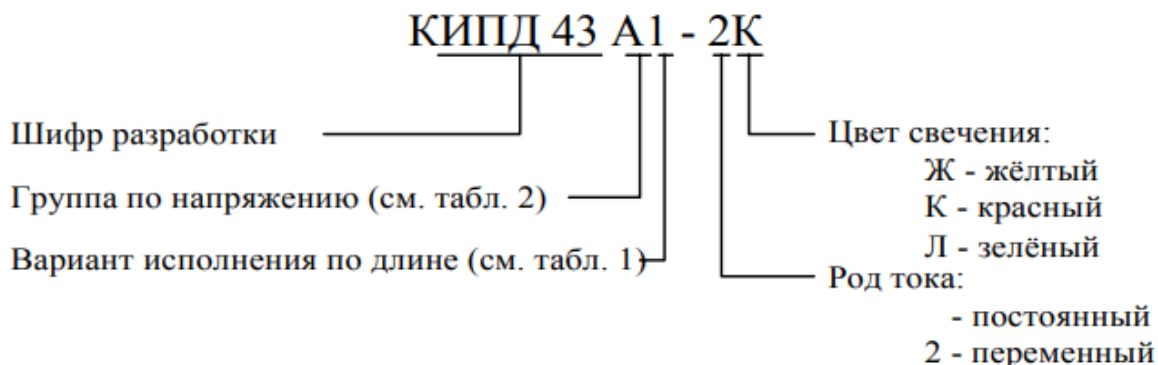 КИПД 43 А1 - 2К
Шифр разработки
Группа по напряжению (см. табл. 2)
Вариант исполнения по длине (см. табл. 1)
Цвет свечения:
Ж - жёлтый
К - красный
Л - зелёный
Род тока:
- постоянный
2 - переменный